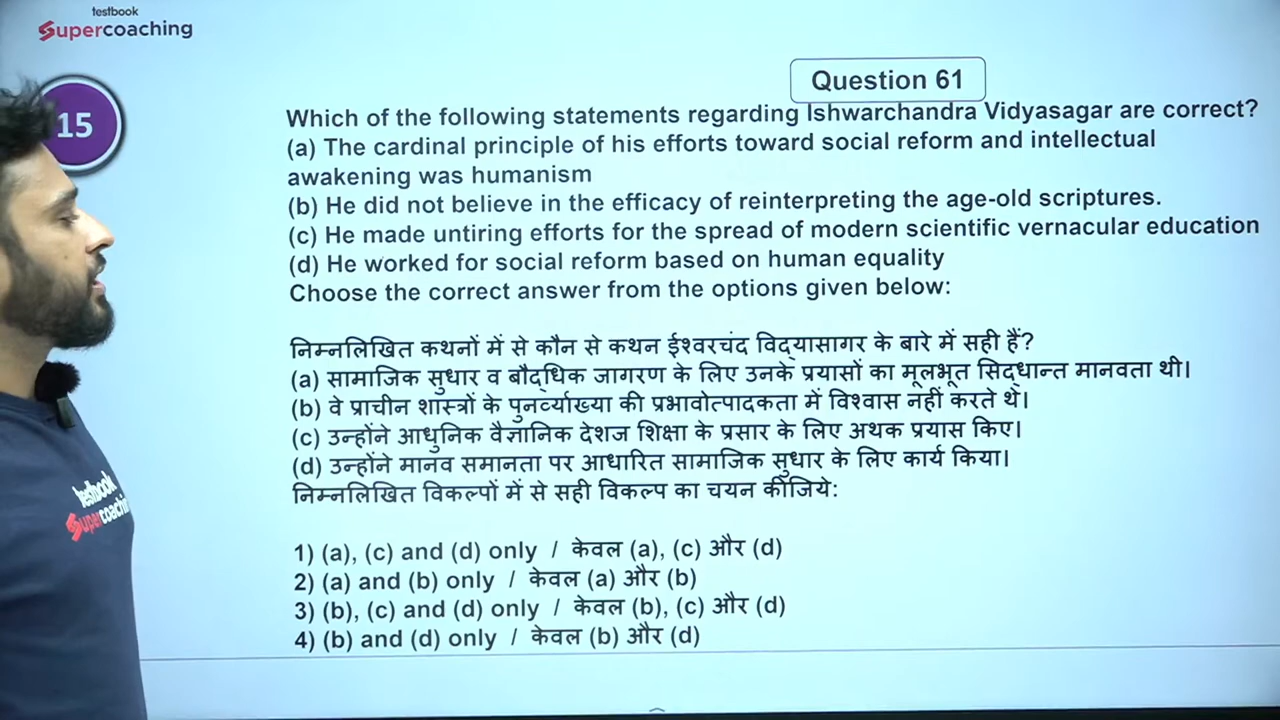 testbook
Supercoaching
Question 61
15
Which of the following statements regarding Ishwarchandra Vidyasagar are correct?
(a) The cardinal principle of his efforts toward social reform and intellectual
awakening was humanism
(b) He did not believe in the efficacy of reinterpreting the age-old scriptures.
(c) He made untiring efforts for the spread of modern scientific vernacular education
(d) He worked for social reform based on human equality
Choose the correct answer from the options given below:
निम्नलिखित कथनों में से कौन से कथन ईश्वरचंद विद्यासागर के बारे में सही हैं?
(a) सामाजिक सुधार व बौद्धिक जागरण के लिए उनके प्रयासों का मूलभूत सिद्धान्त मानवता थी।
(b) वे प्राचीन शास्त्रों के पुनर्व्याख्या की प्रभावोत्पादकता में विश्वास नहीं करते थे।
(c) उन्होंने आधुनिक वैज्ञानिक देशज शिक्षा के प्रसार के लिए अथक प्रयास किए।
(d) उन्होंने मानव समानता पर आधारित सामाजिक सुधार के लिए कार्य किया।
निम्नलिखित विकल्पों में से सही विकल्प का चयन कीजिये:
1) (a), (c) and (d) only / केवल (a), (c) और (d)
2) (a) and (b) only / केवल (a) और (b)
3) (b), (c) and (d) only / केवल (b), (c) और (d)
4) (b) and (d) only / केवल (b) और (d)
testbook
Supercoachin